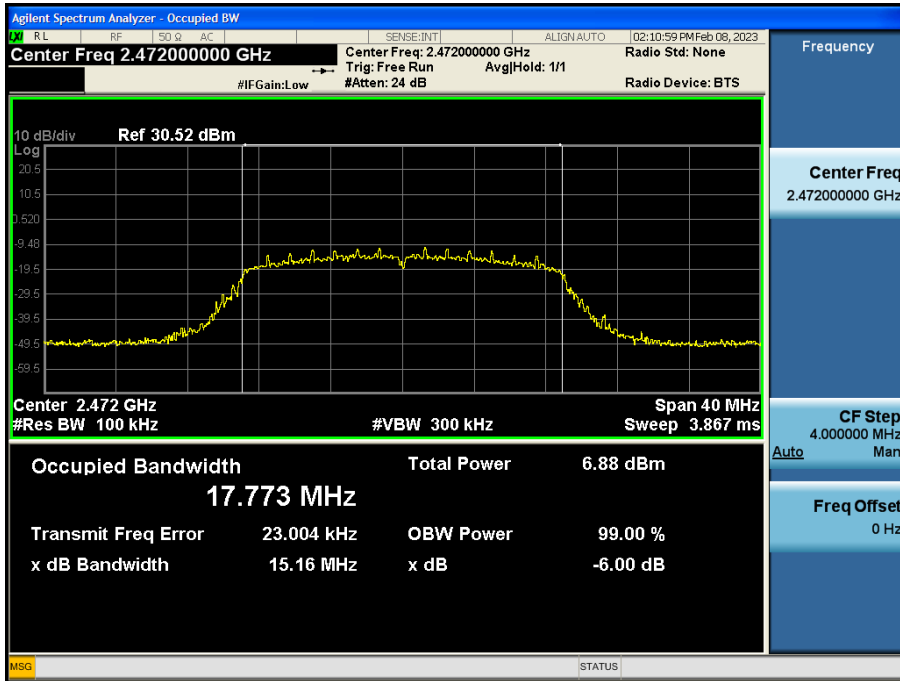 Agilent Spectrum Analyzer - Occupied BW
LXI RL RF 50 Ω AC SENSE:INT ALIGNAUTO 02:10:59 PM Feb 08, 2023
Center Freq 2.472000000 GHz
Center Freq: 2.472000000 GHz
Radio Std: None
Trig: Free Run Avg|Hold: 1/1
#IFGain:Low
#Atten: 24 dB
Radio Device: BTS
10 dB/div Ref 30.52 dBm
Log
20.5
10.5
0.520
-9.48
-19.5
-29.5
-39.5
-49.5
-59.5
Center 2.472 GHz
Span 40 MHz
#Res BW 100 kHz
#VBW 300 kHz
Sweep 3.867 ms
Occupied Bandwidth
17.773 MHz
Total Power 6.88 dBm
Transmit Freq Error 23.004 kHz
OBW Power 99.00 %
x dB Bandwidth 15.16 MHz
x dB -6.00 dB
MSG
STATUS
Frequency
Center Freq
2.472000000 GHz
CF Step
4.000000 MHz
Auto Man
Freq Offset
0 Hz